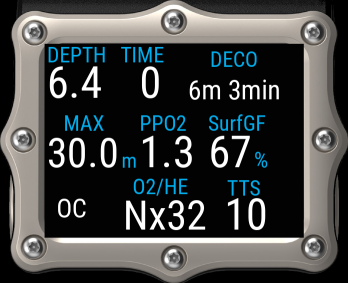 DEPTH TIME DECO
6.4 0 6m 3min
MAX PPO2 SurfGF
30.0m 1.3 67%
O2/HE TTS
OC Nx32 10